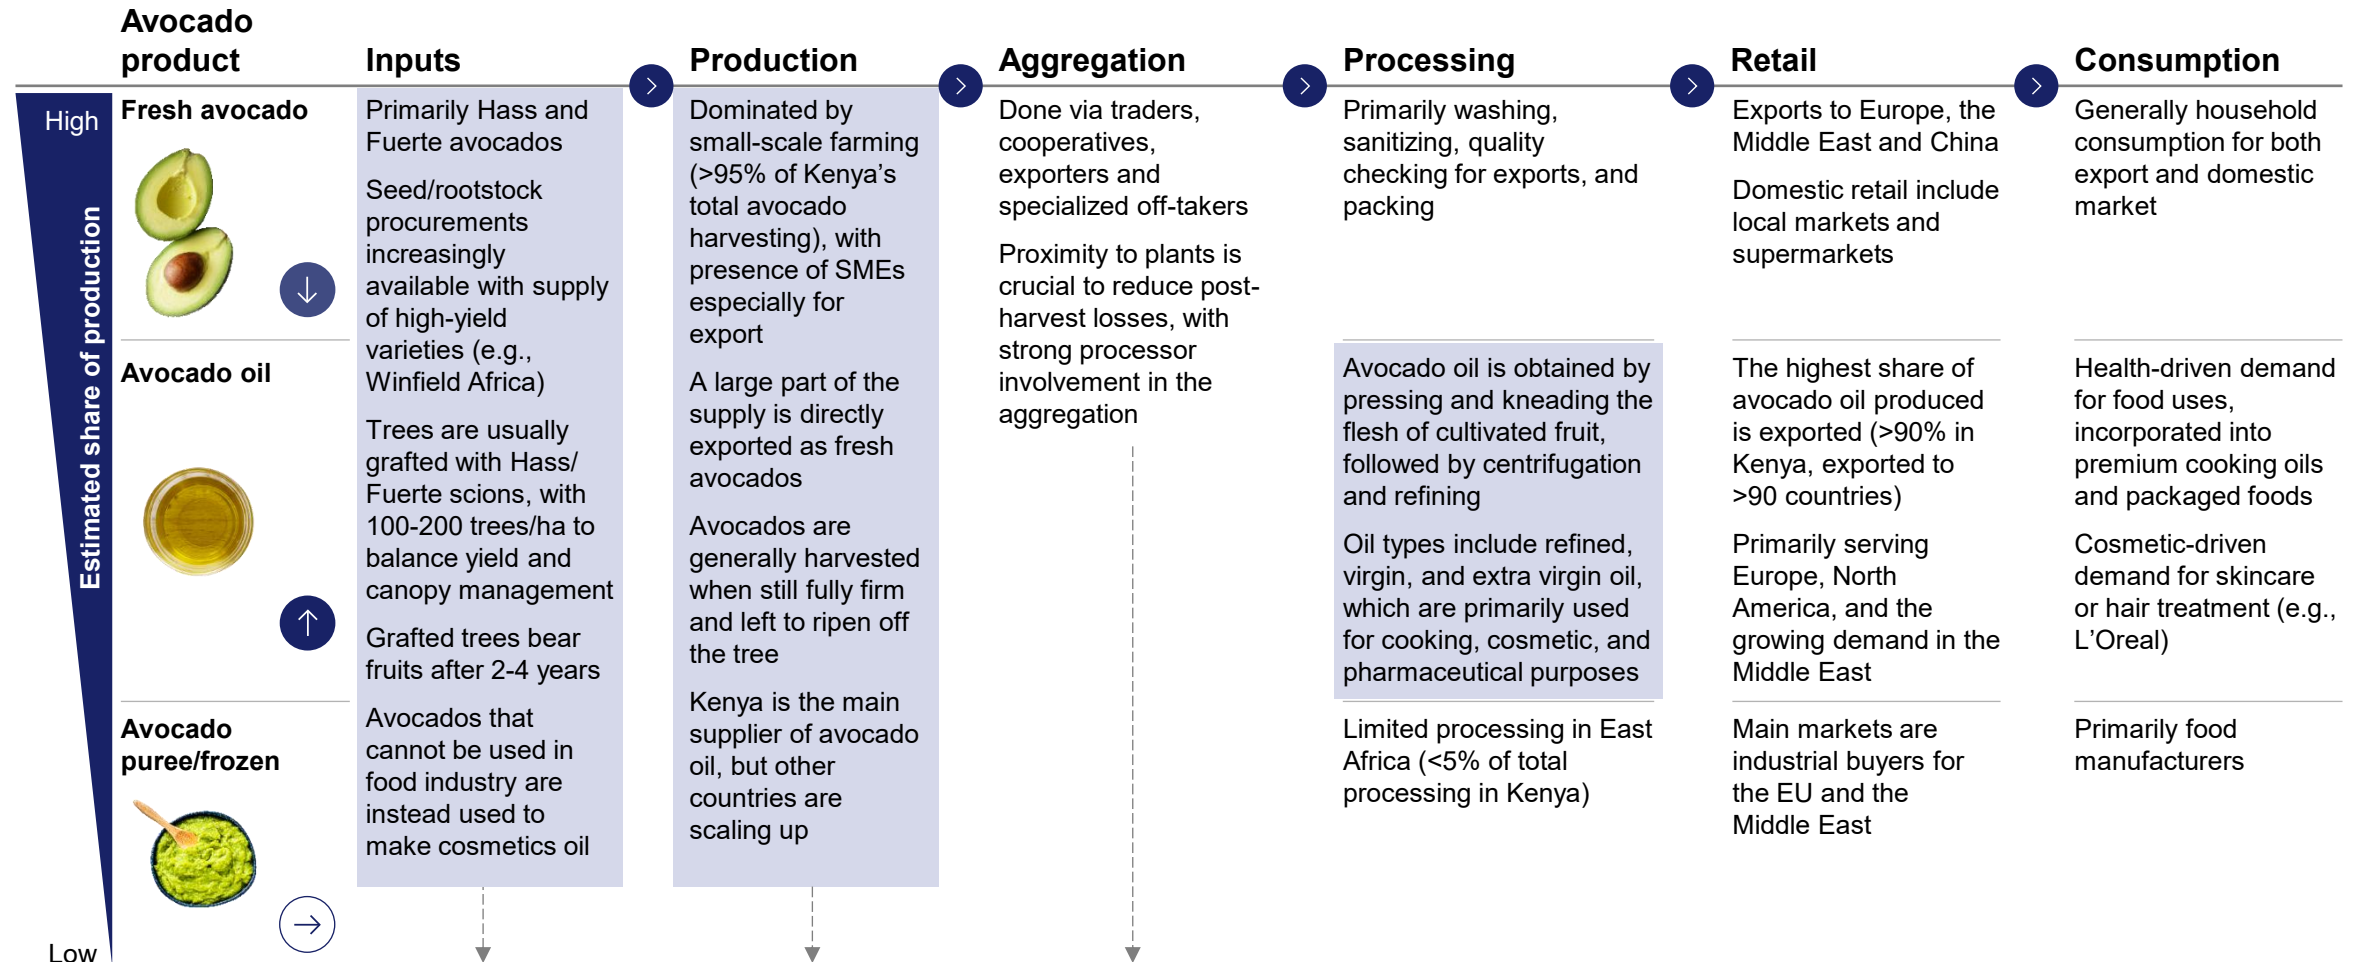 Avocado
product
Inputs
Production
Aggregation
Processing
Retail
Consumption
High
Estimated share of production
Low
Fresh avocado
Avocado oil
Avocado
puree/frozen
Primarily Hass and
Fuerte avocados
Seed/rootstock
procurements
increasingly
available with supply
of high-yield
varieties (e.g.,
Winfield Africa)
Trees are usually
grafted with Hass/
Fuerte scions, with
100-200 trees/ha to
balance yield and
canopy management
Grafted trees bear
fruits after 2-4 years
Avocados that
cannot be used in
food industry are
instead used to
make cosmetics oil
Dominated by
small-scale farming
(>95% of Kenya’s
total avocado
harvesting), with
presence of SMEs
especially for
export
A large part of the
supply is directly
exported as fresh
avocados
Avocados are
generally harvested
when still fully firm
and left to ripen off
the tree
Kenya is the main
supplier of avocado
oil, but other
countries are
scaling up
Done via traders,
cooperatives,
exporters and
specialized off-takers
Proximity to plants is
crucial to reduce post-
harvest losses, with
strong processor
involvement in the
aggregation
Primarily washing,
sanitizing, quality
checking for exports, and
packing
Avocado oil is obtained by
pressing and kneading the
flesh of cultivated fruit,
followed by centrifugation
and refining
Oil types include refined,
virgin, and extra virgin oil,
which are primarily used
for cooking, cosmetic, and
pharmaceutical purposes
Limited processing in East
Africa (<5% of total
processing in Kenya)
Exports to Europe, the
Middle East and China
Domestic retail include
local markets and
supermarkets
The highest share of
avocado oil produced
is exported (>90% in
Kenya, exported to
>90 countries)
Primarily serving
Europe, North
America, and the
growing demand in the
Middle East
Main markets are
industrial buyers for
the EU and the
Middle East
Generally household
consumption for both
export and domestic
market
Health-driven demand
for food uses,
incorporated into
premium cooking oils
and packaged foods
Cosmetic-driven
demand for skincare
or hair treatment (e.g.,
L’Oreal)
Primarily food
manufacturers